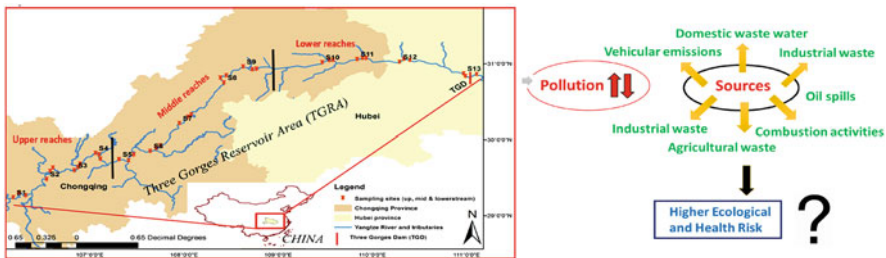 Lower reaches
Middle reaches
Upper reaches
S1
S2
S3
S4
S5
S6
S7
S8
S9
S10
S11
S12
S13
TGD
Three Gorges Reservoir Area (TGRA)
Hubei
Chongqing
CHINA
Legend
Sampling sites (up, mid & lowerstream)
Chongqing Province
Hubei province
Yangtize River and tributaries
Three Gorges Dam (TGD)
N
0.65 0.325 0 0.65 Decimal Degrees
107°0'0"E
108°0'0"E
109°0'0"E
110°0'0"E
111°0'0"E
31°0'0"N
30°0'0"N
29°0'0"N
Pollution
Domestic waste water
Vehicular emissions
Industrial waste
Sources
Oil spills
Industrial waste
Combustion activities
Agricultural waste
Higher Ecological
and Health Risk
?